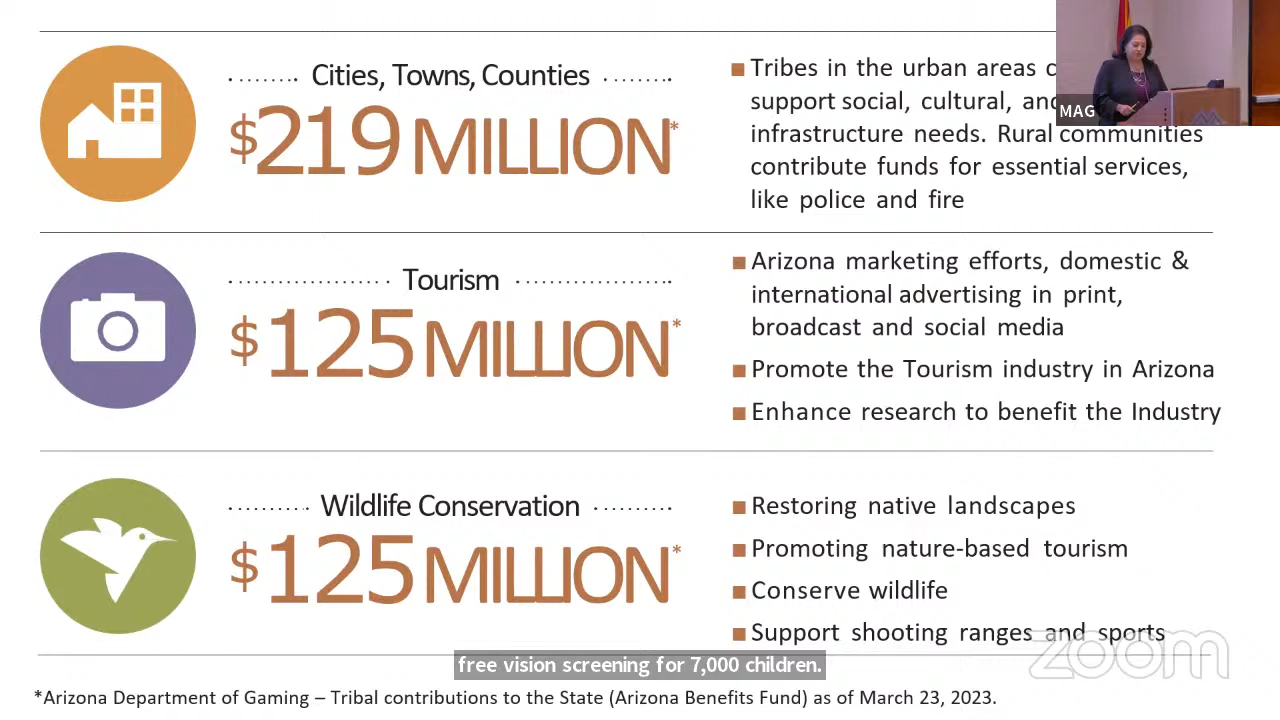 Cities, Towns, Counties
$219 MILLION*
Tribes in the urban areas
support social, cultural,
infrastructure needs. Rural communities
contribute funds for essential services,
like police and fire
MAG
Tourism
$125 MILLION*
Arizona marketing efforts, domestic &
international advertising in print,
broadcast and social media
Promote the Tourism industry in Arizona
Enhance research to benefit the Industry
Wildlife Conservation
$125 MILLION*
Restoring native landscapes
Promoting nature-based tourism
Conserve wildlife
Support shooting ranges and sports
zoom
free vision screening for 7,000 children.
*Arizona Department of Gaming – Tribal contributions to the State (Arizona Benefits Fund) as of March 23, 2023.